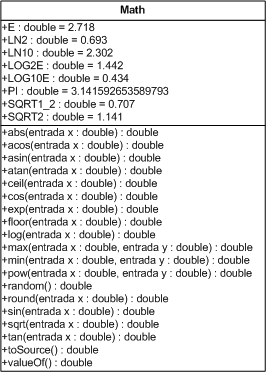 Math
+E : double = 2.718
+LN2 : double = 0.693
+LN10 : double = 2.302
+LOG2E : double = 1.442
+LOG10E : double = 0.434
+PI : double = 3.141592653589793
+SQRT1_2 : double = 0.707
+SQRT2 : double = 1.141
+abs(entrada x : double) : double
+acos(entrada x : double) : double
+asin(entrada x : double) : double
+atan(entrada x : double) : double
+ceil(entrada x : double) : double
+cos(entrada x : double) : double
+exp(entrada x : double) : double
+floor(entrada x : double) : double
+log(entrada x : double) : double
+max(entrada x : double, entrada y : double) : double
+min(entrada x : double, entrada y : double) : double
+pow(entrada x : double, entrada y : double) : double
+random() : double
+round(entrada x : double) : double
+sin(entrada x : double) : double
+sqrt(entrada x : double) : double
+tan(entrada x : double) : double
+toSource() : double
+valueOf() : double